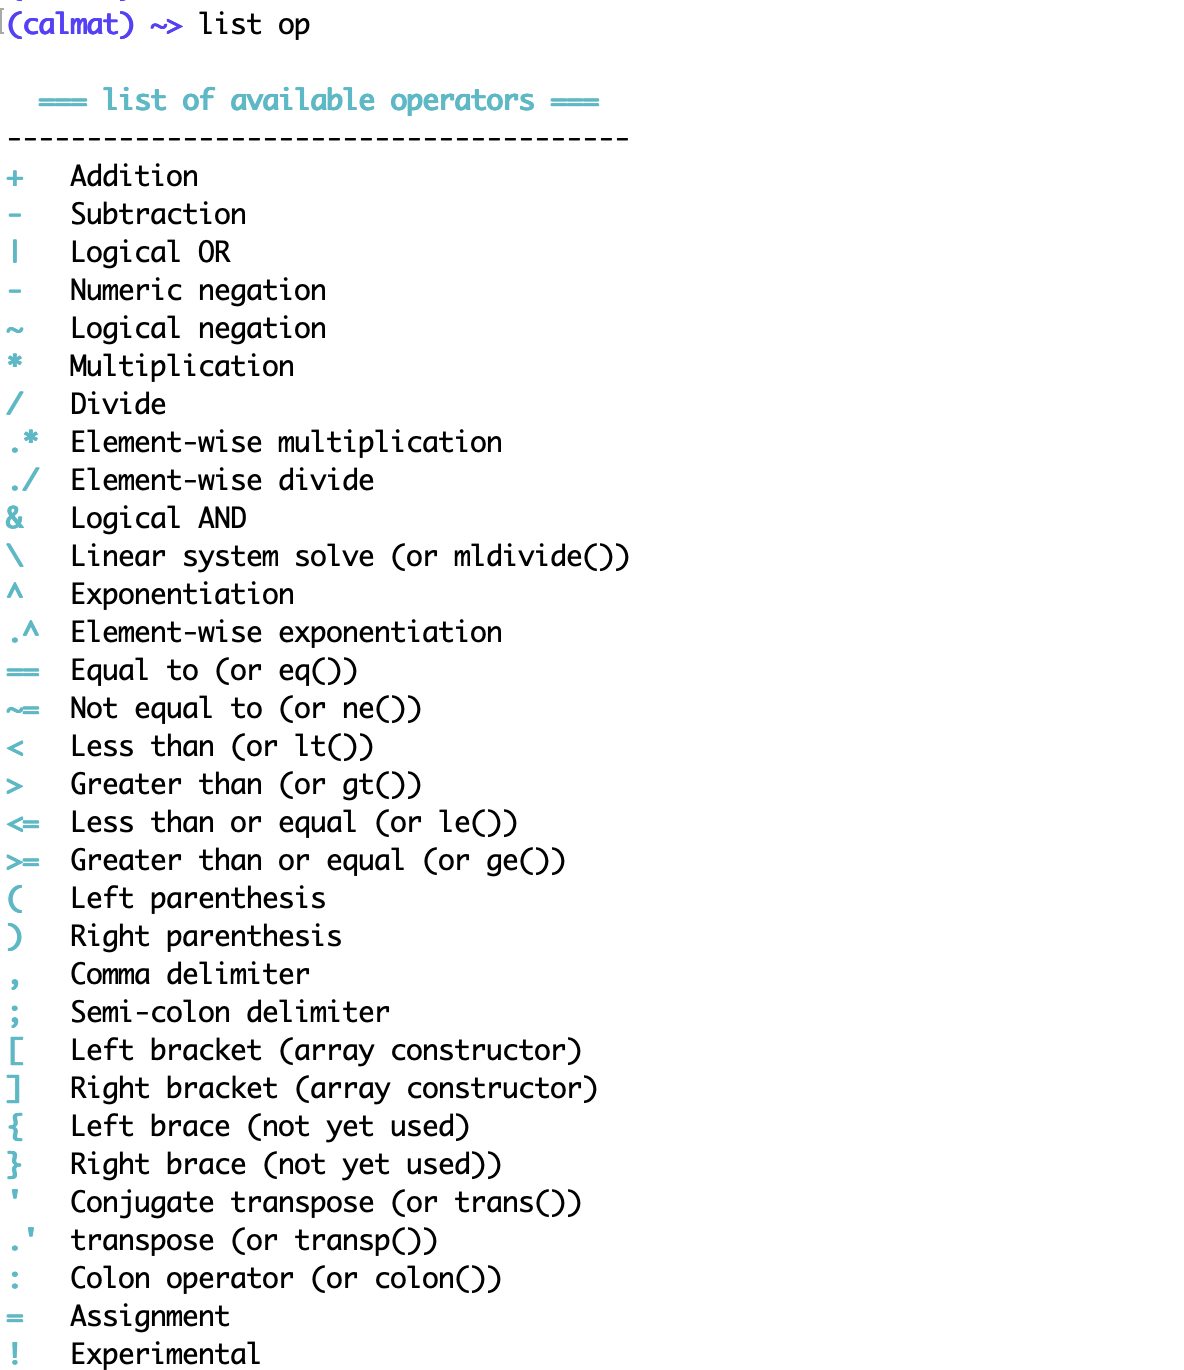 (calmat) ~> list op
=== list of available operators ===
---------------------------------------
+   Addition
-   Subtraction
|   Logical OR
-   Numeric negation
~   Logical negation
*   Multiplication
/   Divide
.*  Element-wise multiplication
./  Element-wise divide
&   Logical AND
\   Linear system solve (or mldivide())
^   Exponentiation
.^  Element-wise exponentiation
==  Equal to (or eq())
~=  Not equal to (or ne())
<   Less than (or lt())
>   Greater than (or gt())
<=  Less than or equal (or le())
>=  Greater than or equal (or ge())
(   Left parenthesis
)   Right parenthesis
,   Comma delimiter
;   Semi-colon delimiter
[   Left bracket (array constructor)
]   Right bracket (array constructor)
{   Left brace (not yet used)
}   Right brace (not yet used))
'   Conjugate transpose (or trans())
.'  transpose (or transp())
:   Colon operator (or colon())
=   Assignment
!   Experimental